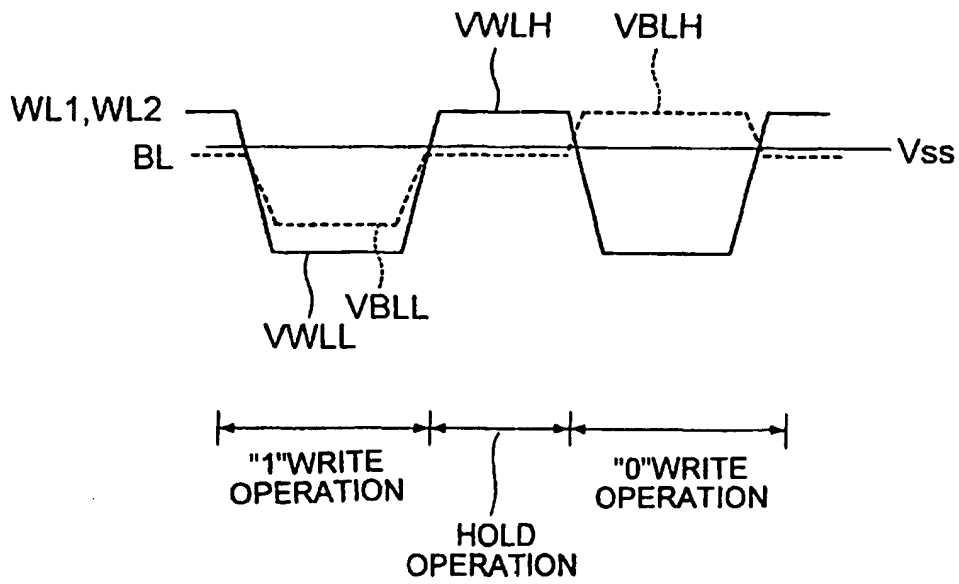 VWLH
VBLH
WL1,WL2
BL
Vss
VBLL
VWLL
"1"WRITE
OPERATION
HOLD
OPERATION
"0"WRITE
OPERATION